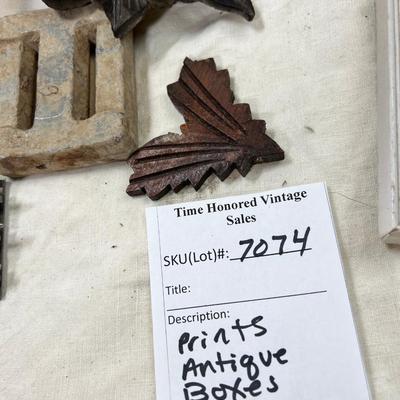 Time Honored Vintage
Sales
SKU(Lot)#: 7074
Title:
Description:
Prints
Antique
Boxes